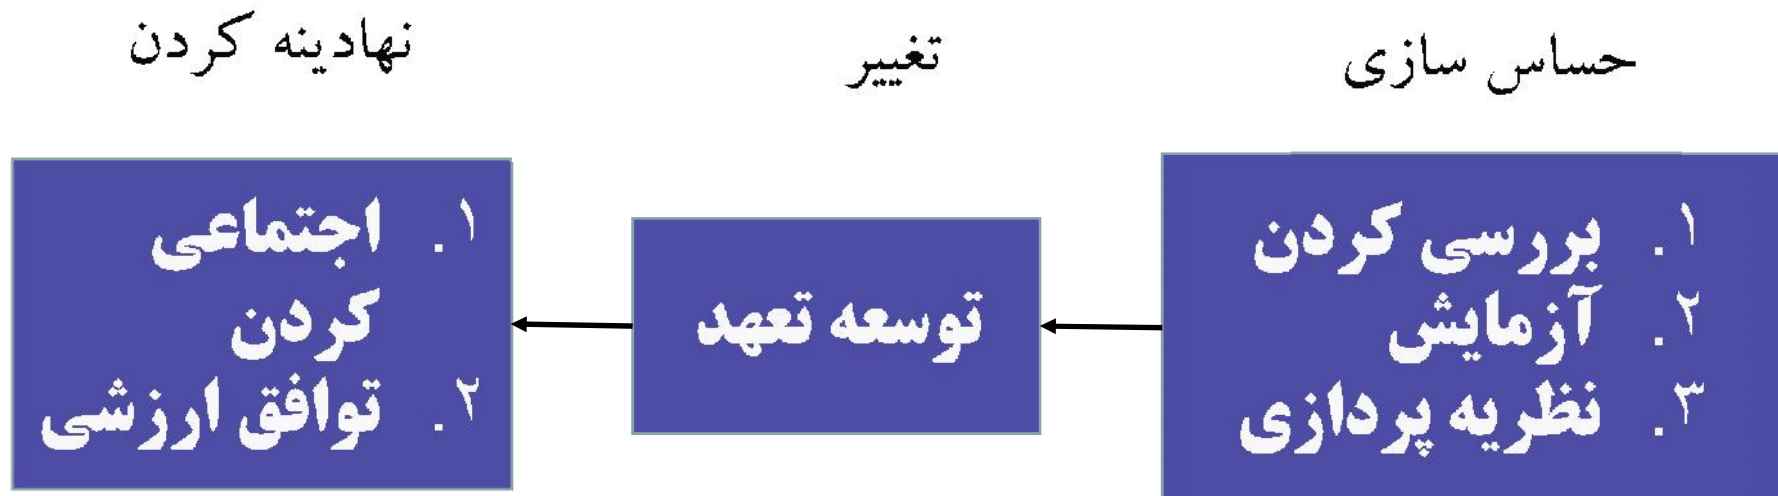 حساس سازی
تغییر
نهادینه کردن
۱. بررسی کردن
۲. آزمایش
۳. نظریه پردازی
توسعه تعهد
۱. اجتماعی
کردن
۲. توافق ارزشی